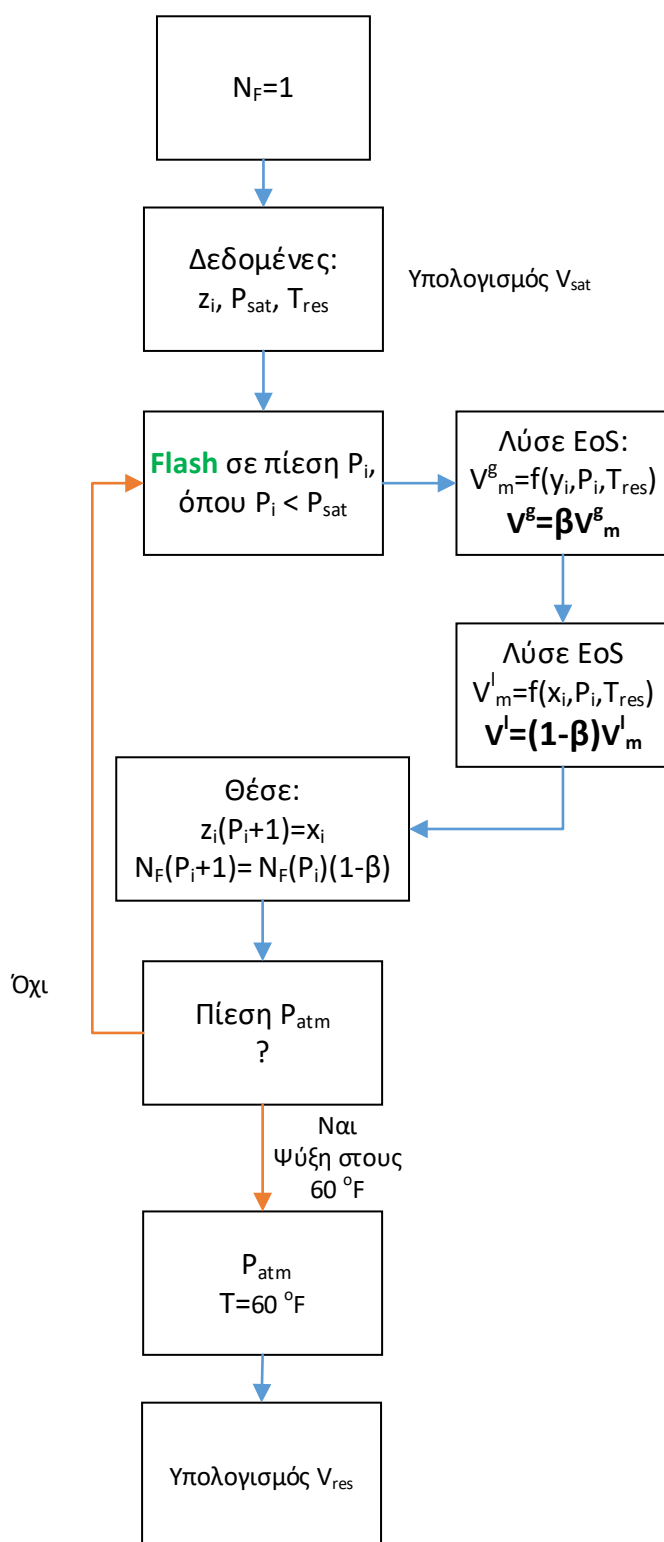 N_F=1
Δεδομένες:
z_i, P_sat, T_res
Υπολογισμός V_sat
Flash σε πίεση P_i,
όπου P_i < P_sat
Λύσε EoS:
V^g_m=f(y_i,P_i,T_res)
V^g=βV^g_m
Λύσε EoS
V^l_m=f(x_i,P_i,T_res)
V^l=(1-β)V^l_m
Θέσε:
z_i(P_i+1)=x_i
N_F(P_i+1)= N_F(P_i)(1-β)
Όχι
Πίεση P_atm
?
Ναι
Ψύξη στους
60 °F
P_atm
T=60 °F
Υπολογισμός V_res